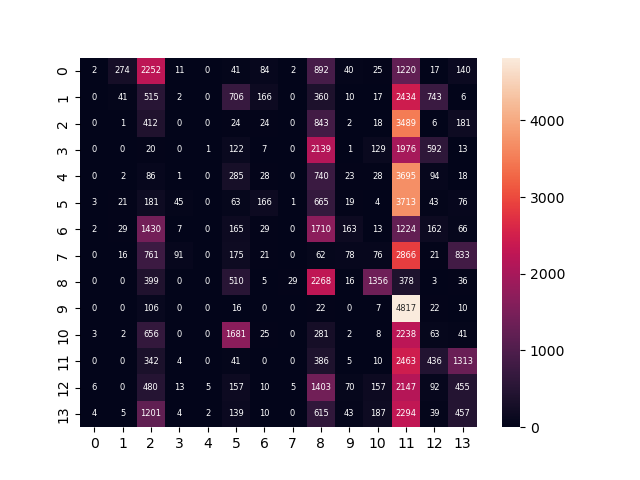 0 2 274 2252 11 0 41 84 2 892 40 25 1220 17 140
1 0 41 515 2 0 706 166 0 360 10 17 2434 743 6
2 0 1 412 0 0 24 24 0 843 2 18 3489 6 181
3 0 0 20 0 1 122 7 0 2139 1 129 1976 592 13
4 0 2 86 1 0 285 28 0 740 23 28 3695 94 18
5 3 21 181 45 0 63 166 1 665 19 4 3713 43 76
6 2 29 1430 7 0 165 29 0 1710 163 13 1224 162 66
7 0 16 761 91 0 175 21 0 62 78 76 2866 21 833
8 0 0 399 0 0 510 5 29 2268 16 1356 378 3 36
9 0 0 106 0 0 16 0 0 22 0 7 4817 22 10
10 3 2 656 0 0 1681 25 0 281 2 8 2238 63 41
11 0 0 342 4 0 41 0 0 386 5 10 2463 436 1313
12 6 0 480 13 5 157 10 5 1403 70 157 2147 92 455
13 4 5 1201 4 2 139 10 0 615 43 187 2294 39 457
0 1 2 3 4 5 6 7 8 9 10 11 12 13
4000
3000
2000
1000
0